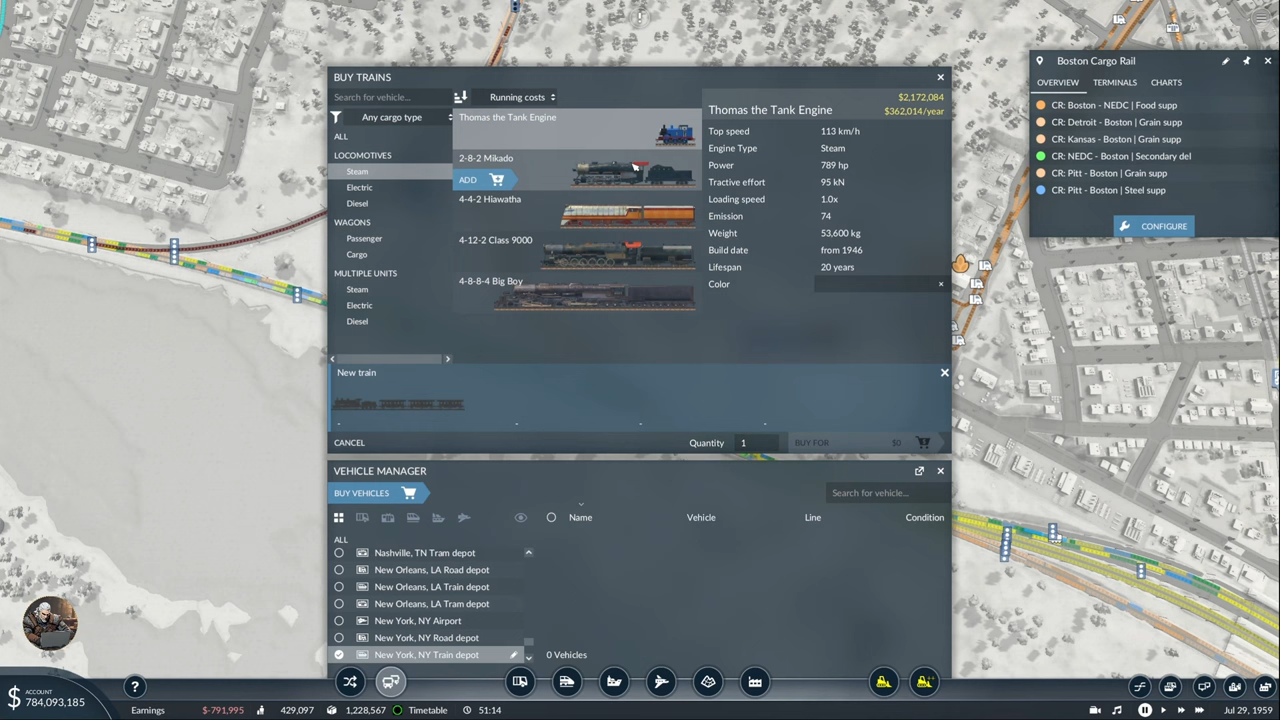 BUY TRAINS
Search for vehicle...
Running costs
Any cargo type
ALL
LOCOMOTIVES
Steam
Electric
Diesel
WAGONS
Passenger
Cargo
MULTIPLE UNITS
Steam
Electric
Diesel
Thomas the Tank Engine
2-8-2 Mikado
ADD
4-4-2 Hiawatha
4-12-2 Class 9000
4-8-8-4 Big Boy
Thomas the Tank Engine
$2,172,084
$362,014/year
Top speed 113 km/h
Engine Type Steam
Power 789 hp
Tractive effort 95 kN
Loading speed 1.0x
Emission 74
Weight 53,600 kg
Build date from 1946
Lifespan 20 years
Color
New train
CANCEL
Quantity 1
BUY FOR $0
Boston Cargo Rail
OVERVIEW TERMINALS CHARTS
CR: Boston - NEDC | Food supp
CR: Detroit - Boston | Grain supp
CR: Kansas - Boston | Grain supp
CR: NEDC - Boston | Secondary del
CR: Pitt - Boston | Grain supp
CR: Pitt - Boston | Steel supp
CONFIGURE
VEHICLE MANAGER
BUY VEHICLES
Search for vehicle...
Name Vehicle Line Condition
ALL
Nashville, TN Tram depot
New Orleans, LA Road depot
New Orleans, LA Train depot
New Orleans, LA Tram depot
New York, NY Airport
New York, NY Road depot
New York, NY Train depot
0 Vehicles
ACCOUNT
$ 784,093,185
?
Earnings $-791,995 429,097 1,228,567 Timetable 51:14
Jul 29, 1959